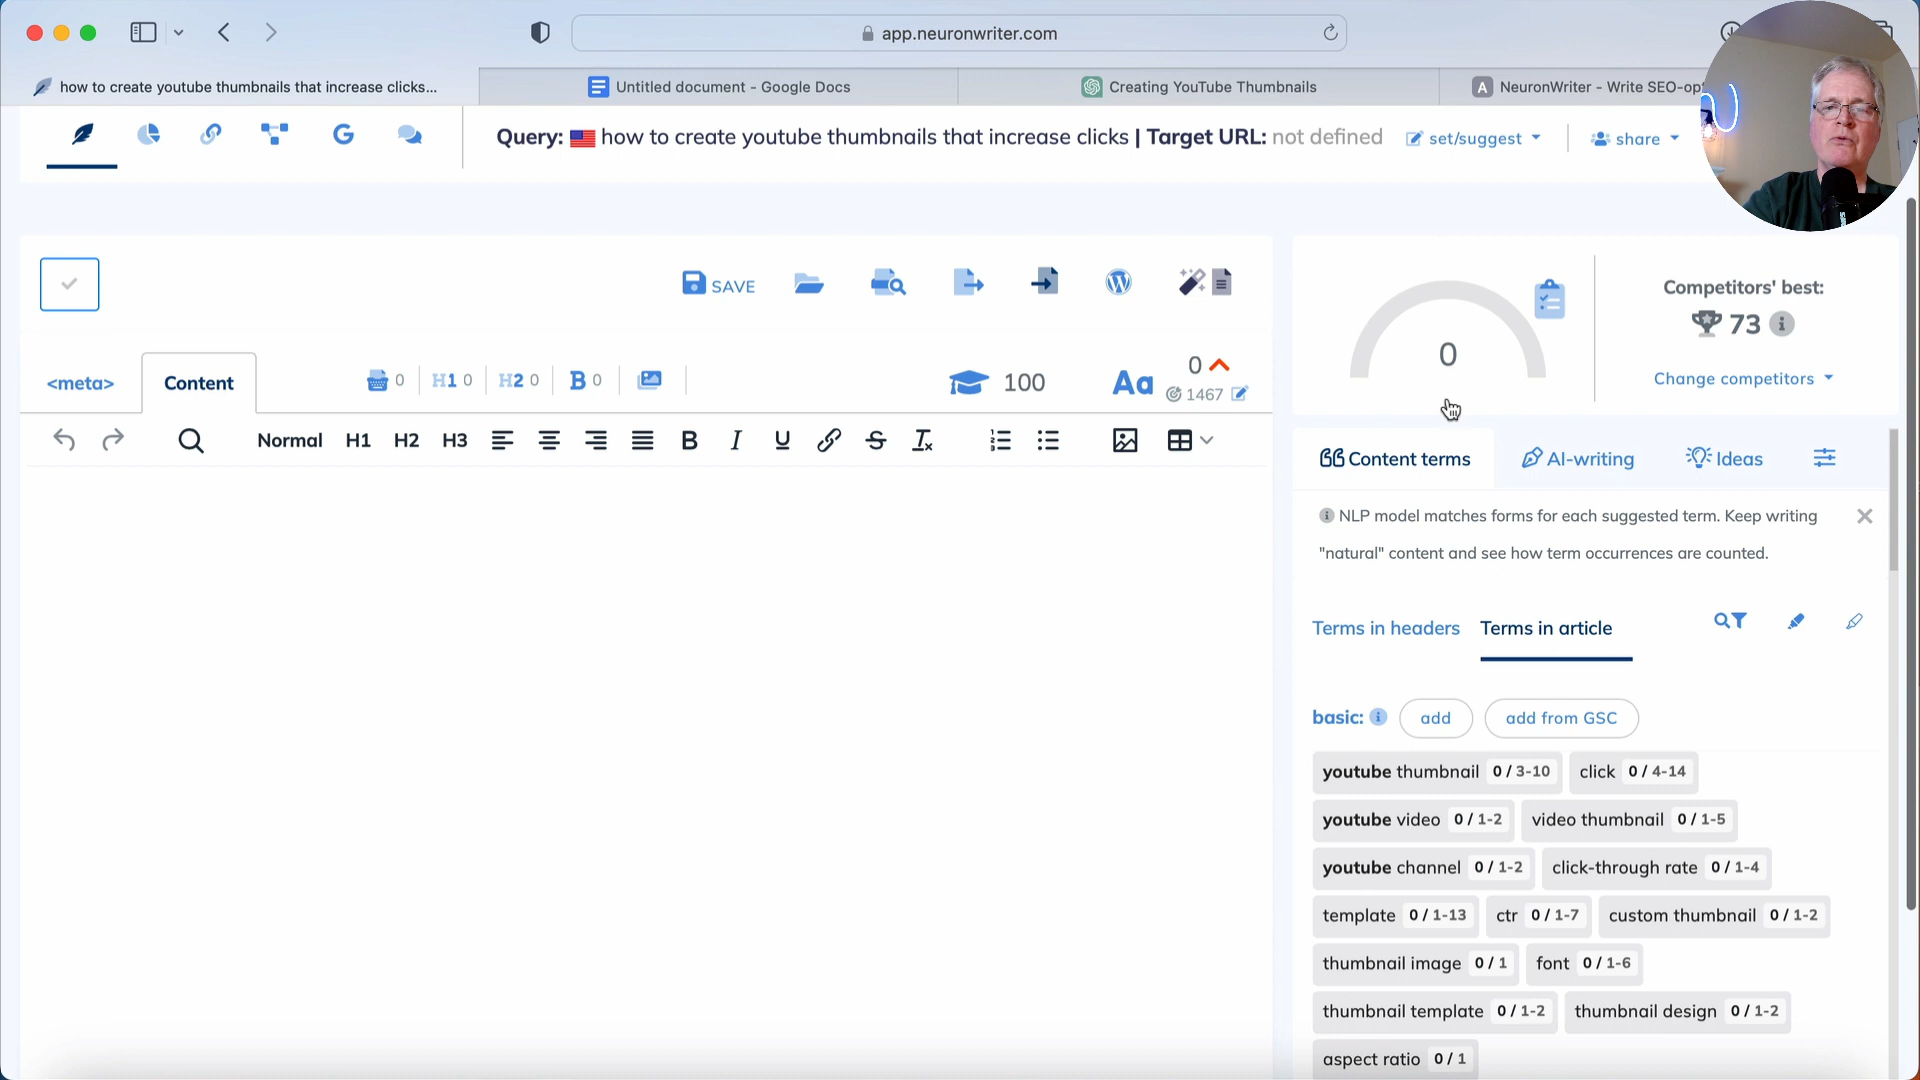 app.neuronwriter.com
how to create youtube thumbnails that increase clicks...
Untitled document - Google Docs
Creating YouTube Thumbnails
NeuronWriter - Write SEO-op
Query: how to create youtube thumbnails that increase clicks | Target URL: not defined
set/suggest
share
SAVE
Competitors' best:
73
0
Change competitors
<meta>
Content
0
H1 0
H2 0
B 0
100
Aa
0
1467
Normal
H1
H2
H3
B
I
U
S
Content terms
AI-writing
Ideas
NLP model matches forms for each suggested term. Keep writing
"natural" content and see how term occurrences are counted.
Terms in headers
Terms in article
basic:
add
add from GSC
youtube thumbnail 0 / 3-10
click 0 / 4-14
youtube video 0 / 1-2
video thumbnail 0 / 1-5
youtube channel 0 / 1-2
click-through rate 0 / 1-4
template 0 / 1-13
ctr 0 / 1-7
custom thumbnail 0 / 1-2
thumbnail image 0 / 1
font 0 / 1-6
thumbnail template 0 / 1-2
thumbnail design 0 / 1-2
aspect ratio 0 / 1